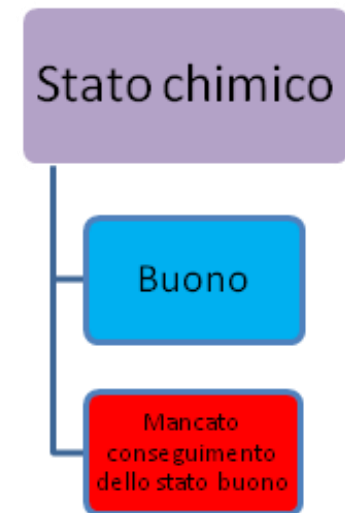 Stato chimico
Buono
Mancato
conseguimento
dello stato buono